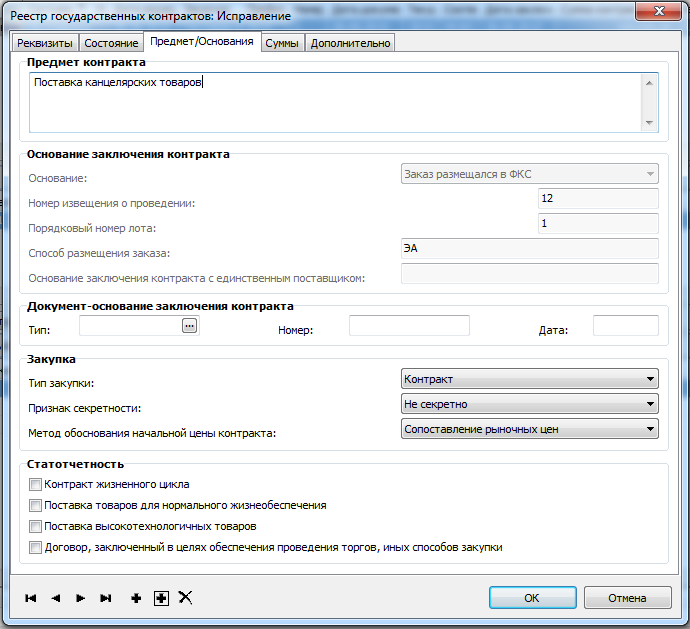 Реестр государственных контрактов: Исправление
Реквизиты Состояние Предмет/Основания Суммы Дополнительно
Предмет контракта
Поставка канцелярских товаров
Основание заключения контракта
Основание: Заказ размещался в ФКС
Номер извещения о проведении: 12
Порядковый номер лота: 1
Способ размещения заказа: ЭА
Основание заключения контракта с единственным поставщиком:
Документ-основание заключения контракта
Тип: ... Номер: Дата:
Закупка
Тип закупки: Контракт
Признак секретности: Не секретно
Метод обоснования начальной цены контракта: Сопоставление рыночных цен
Статотчетность
Контракт жизненного цикла
Поставка товаров для нормального жизнеобеспечения
Поставка высокотехнологичных товаров
Договор, заключенный в целях обеспечения проведения торгов, иных способов закупки
OK Отмена